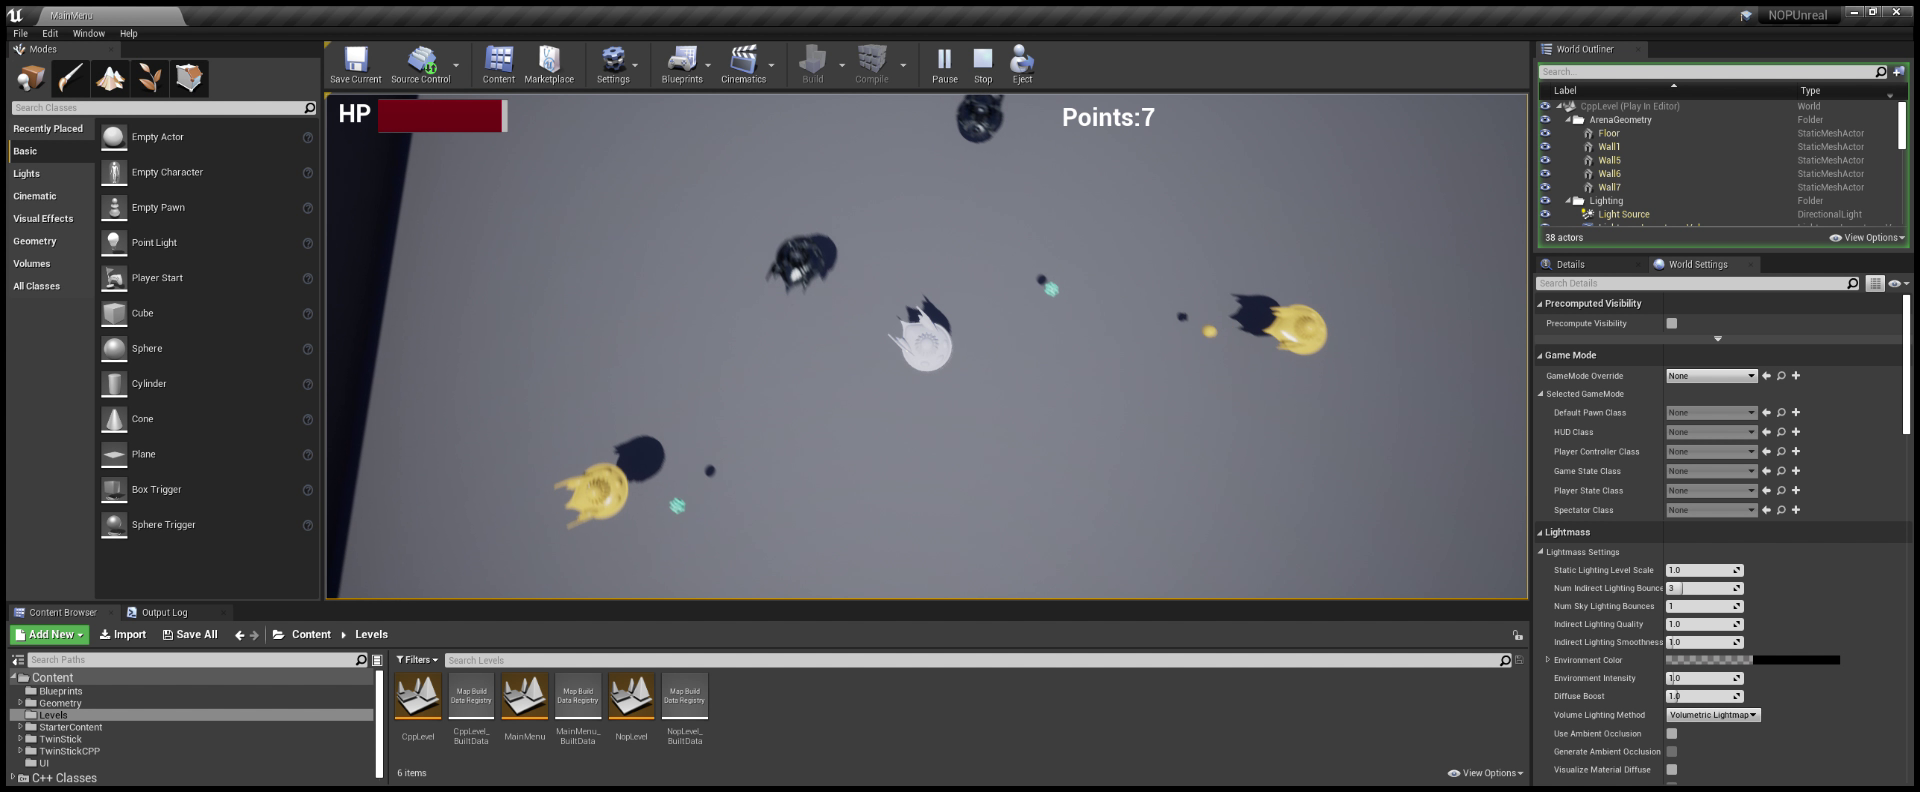 MainMenu
NOPUnreal
File Edit Window Help
Modes
Search Classes
Recently Placed
Basic
Lights
Cinematic
Visual Effects
Geometry
Volumes
All Classes
Empty Actor
Empty Character
Empty Pawn
Point Light
Player Start
Cube
Sphere
Cylinder
Cone
Plane
Box Trigger
Sphere Trigger
Save Current Source Control Content Marketplace Settings Blueprints Cinematics Build Compile Pause Stop Eject
HP
Points:7
World Outliner
Search...
Label Type
CppLevel (Play In Editor) World
ArenaGeometry Folder
Floor StaticMeshActor
Wall1 StaticMeshActor
Wall5 StaticMeshActor
Wall6 StaticMeshActor
Wall7 StaticMeshActor
Lighting Folder
Light Source DirectionalLight
38 actors View Options
Details World Settings
Search Details
Precomputed Visibility
Precompute Visibility
Game Mode
GameMode Override None
Selected GameMode
Default Pawn Class None
HUD Class None
Player Controller Class None
Game State Class None
Player State Class None
Spectator Class None
Lightmass
Lightmass Settings
Static Lighting Level Scale 1.0
Num Indirect Lighting Bounce 3
Num Sky Lighting Bounces 1
Indirect Lighting Quality 1.0
Indirect Lighting Smoothness 1.0
Environment Color
Environment Intensity 1.0
Diffuse Boost 1.0
Volume Lighting Method Volumetric Lightmap
Use Ambient Occlusion
Generate Ambient Occlusion
Visualize Material Diffuse
Content Browser Output Log
Add New Import Save All Content Levels
Search Paths
Content
Blueprints
Geometry
Levels
StarterContent
TwinStick
TwinStickCPP
UI
C++ Classes
Filters Search Levels
Map Build Data Registry
Map Build Data Registry
Map Build Data Registry
CppLevel
CppLevel_BuiltData
MainMenu
MainMenu_BuiltData
NopLevel
NopLevel_BuiltData
6 items View Options